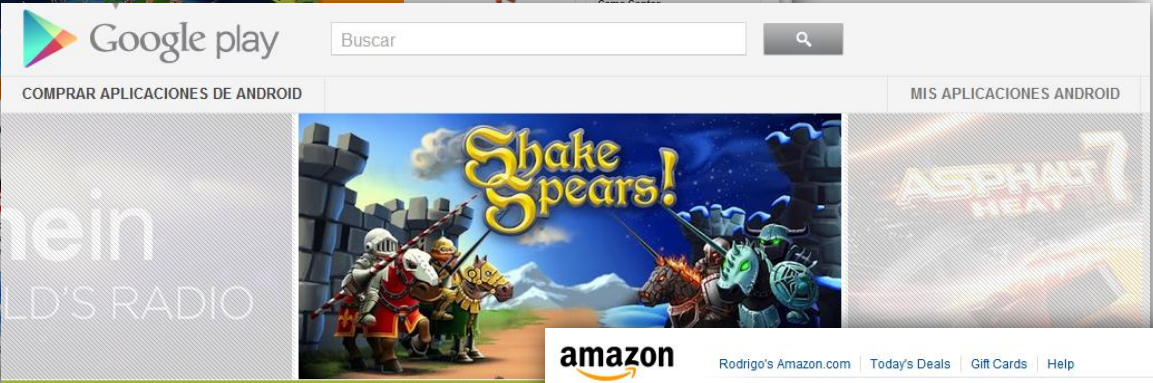 Google play
Buscar
COMPRAR APLICACIONES DE ANDROID
MIS APLICACIONES ANDROID
nein
LD'S RADIO
Shake
Spears!
ASPHALT 7
HEAT
amazon
Rodrigo's Amazon.com
Today's Deals
Gift Cards
Help